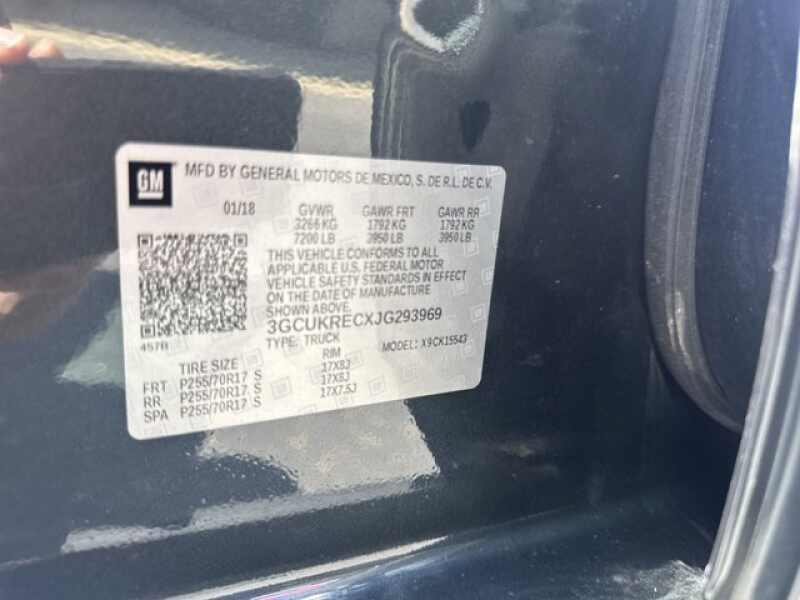 GM MFD BY GENERAL MOTORS DE MEXICO, S. DE R.L. DE C.V.
01/18 GVWR GAWR FRT GAWR RR
3266 KG 1792 KG 1792 KG
7200 LB 3950 LB 3950 LB
THIS VEHICLE CONFORMS TO ALL
APPLICABLE U.S. FEDERAL MOTOR
VEHICLE SAFETY STANDARDS IN EFFECT
ON THE DATE OF MANUFACTURE
SHOWN ABOVE.
3GCUKRECXJG293969
457B TYPE: TRUCK MODEL: X9CK15543
TIRE SIZE RIM
FRT P255/70R17 S 17X8J
RR P255/70R17 S 17X8J
SPA P255/70R17 S 17X7.5J